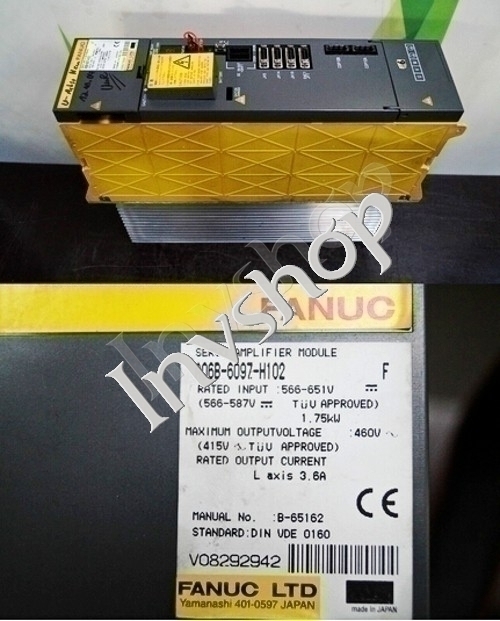 Invshop
FANUC
SERVO AMPLIFIER MODULE
06B-6097-H102 F
RATED INPUT :566-651V
(566-587V TÜV APPROVED)
1.75kW
MAXIMUM OUTPUTVOLTAGE :460V~
(415V~ TÜV APPROVED)
RATED OUTPUT CURRENT
L axis 3.6A
CE
MANUAL No. :B-65162
STANDARD:DIN VDE 0160
V08292942
FANUC LTD
Yamanashi 401-0597 JAPAN
made in JAPAN